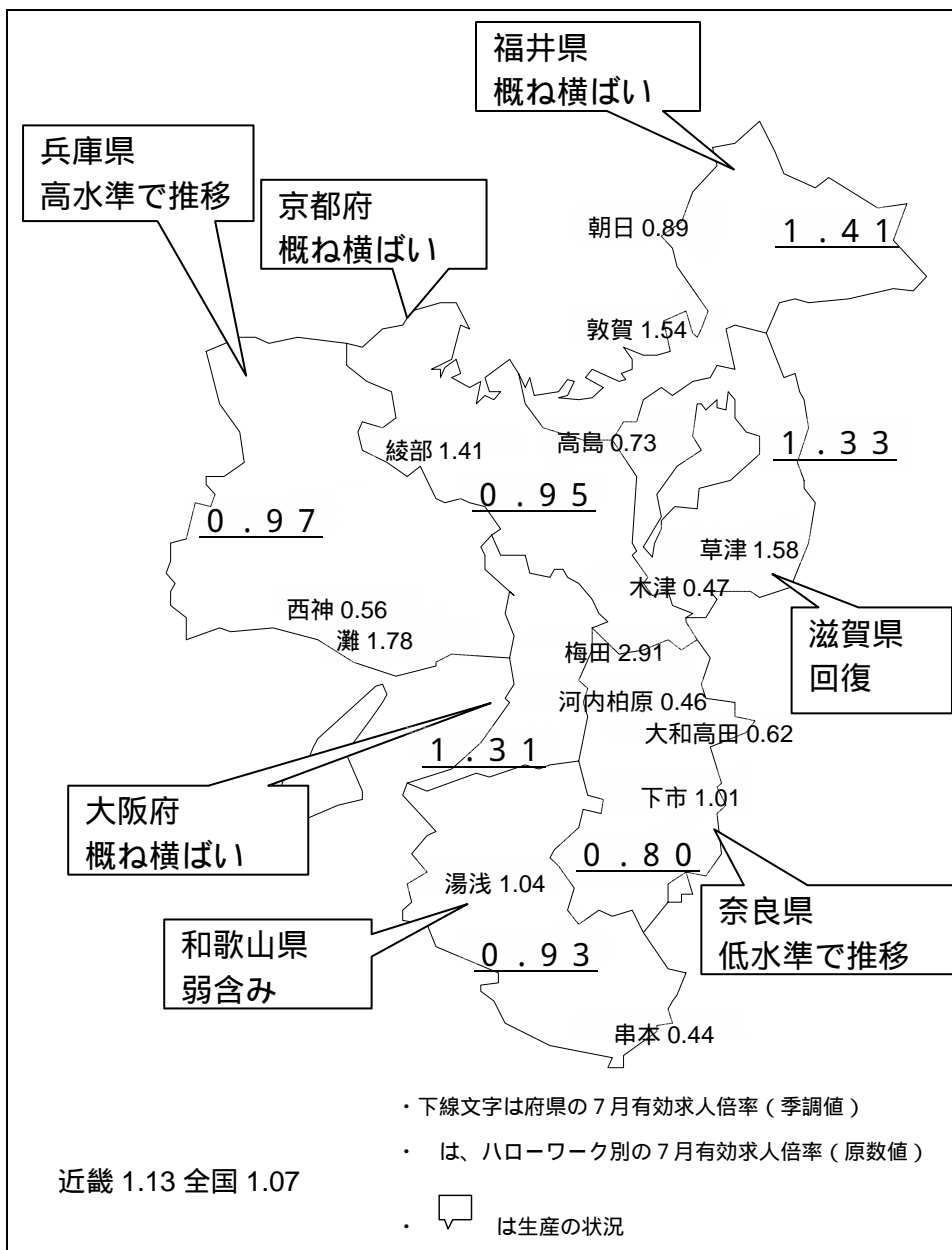 福井県
概ね横ばい
兵庫県
高水準で推移
京都府
概ね横ばい
朝日 0.89
1.41
敦賀 1.54
綾部 1.41
高島 0.73
1.33
0.95
0.97
草津 1.58
木津 0.47
西神 0.56
灘 1.78
滋賀県
回復
梅田 2.91
河内柏原 0.46
大和高田 0.62
1.31
大阪府
概ね横ばい
下市 1.01
0.80
湯浅 1.04
奈良県
低水準で推移
和歌山県
弱含み
0.93
串本 0.44
・下線文字は府県の7月有効求人倍率(季調値)
・ は、ハローワーク別の7月有効求人倍率(原数値)
近畿 1.13 全国 1.07
・ は生産の状況